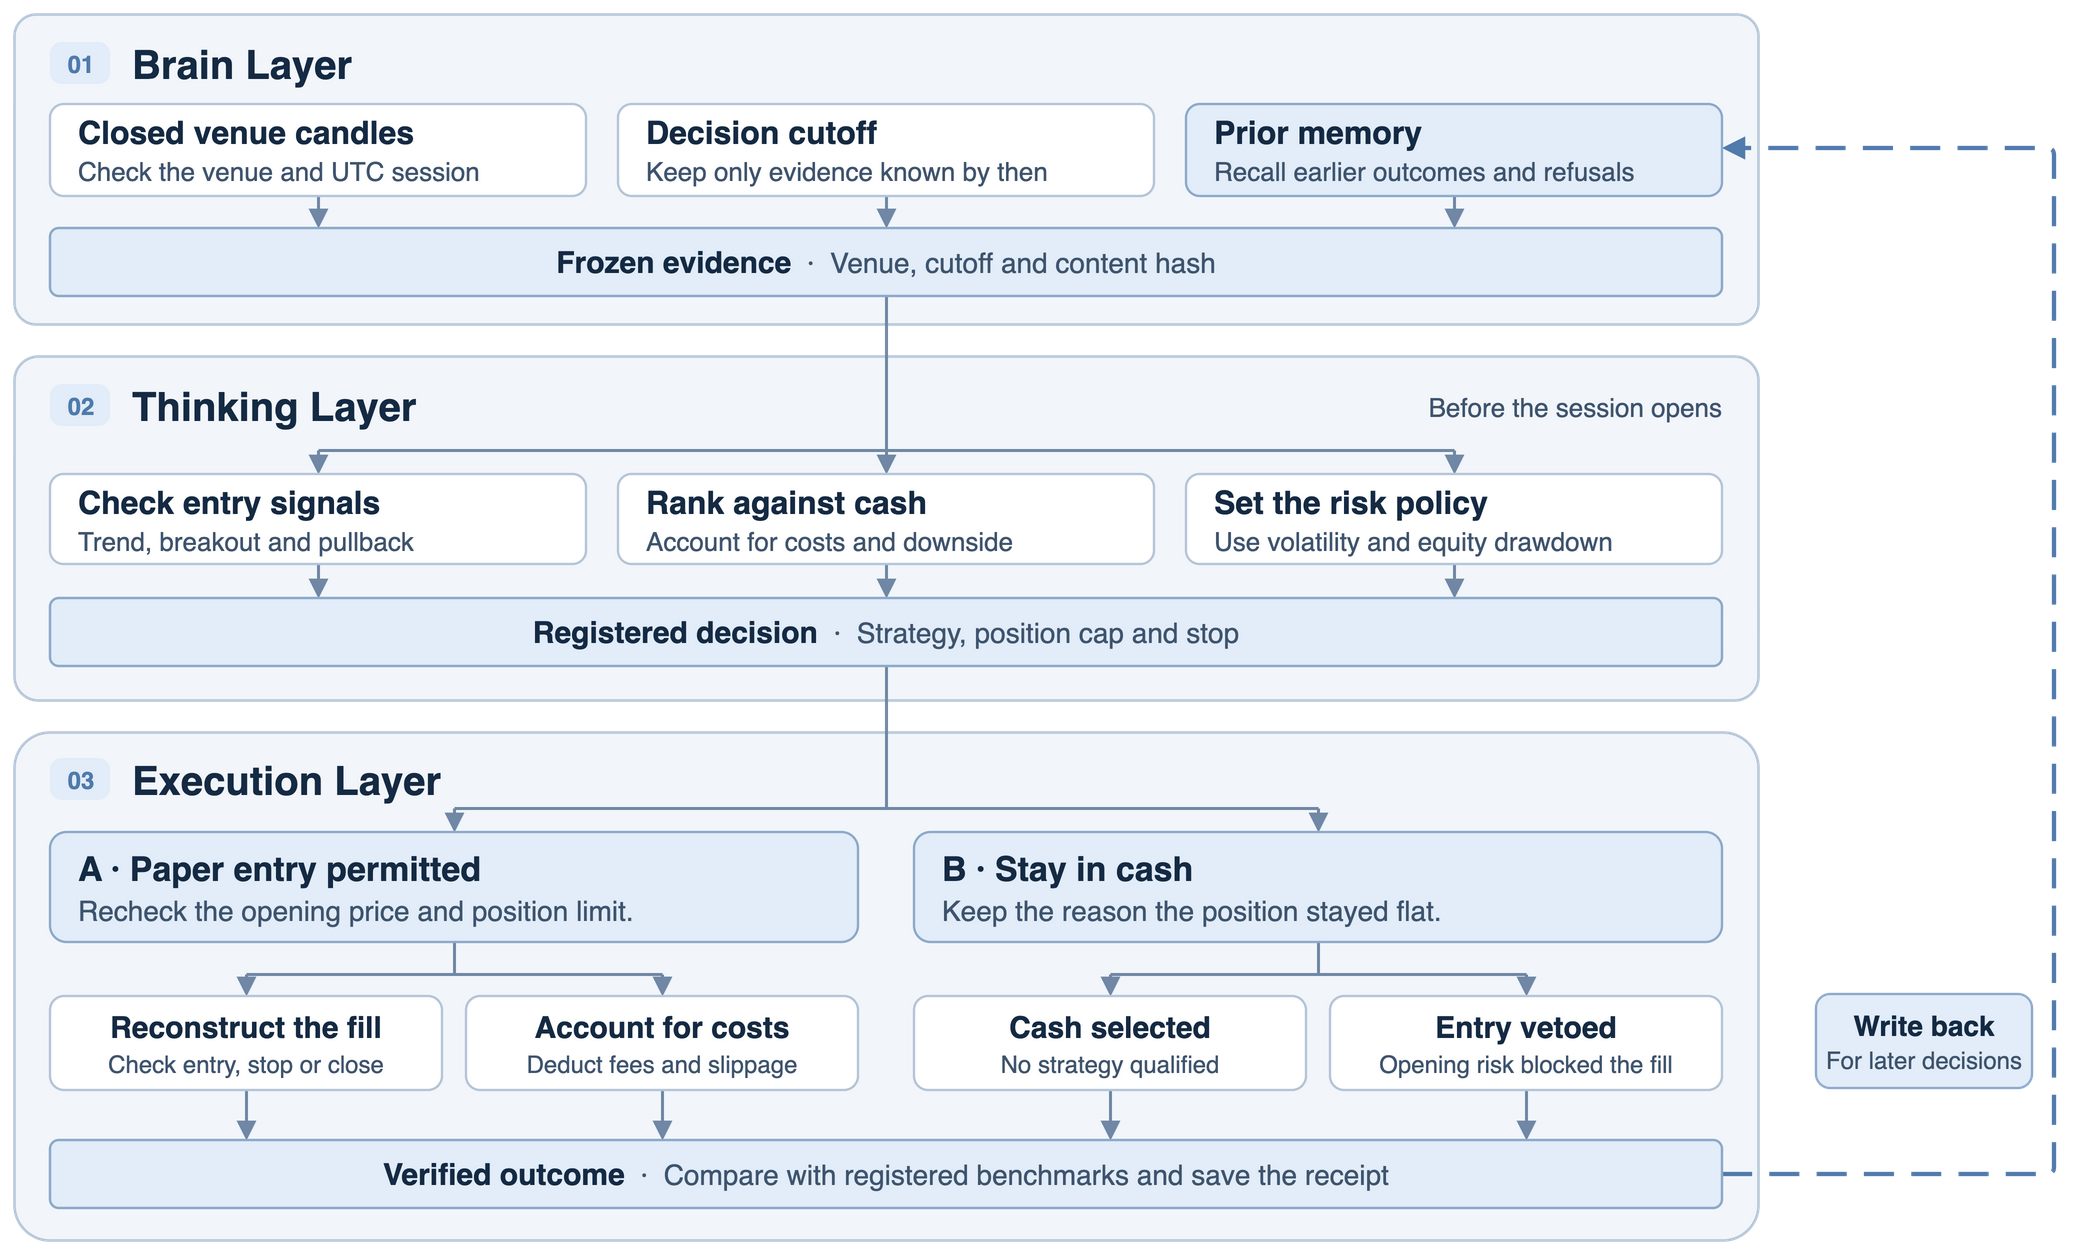 01 Brain Layer
Closed venue candles
Check the venue and UTC session
Decision cutoff
Keep only evidence known by then
Prior memory
Recall earlier outcomes and refusals
Frozen evidence · Venue, cutoff and content hash
02 Thinking Layer
Before the session opens
Check entry signals
Trend, breakout and pullback
Rank against cash
Account for costs and downside
Set the risk policy
Use volatility and equity drawdown
Registered decision · Strategy, position cap and stop
03 Execution Layer
A · Paper entry permitted
Recheck the opening price and position limit.
B · Stay in cash
Keep the reason the position stayed flat.
Reconstruct the fill
Check entry, stop or close
Account for costs
Deduct fees and slippage
Cash selected
No strategy qualified
Entry vetoed
Opening risk blocked the fill
Write back
For later decisions
Verified outcome · Compare with registered benchmarks and save the receipt